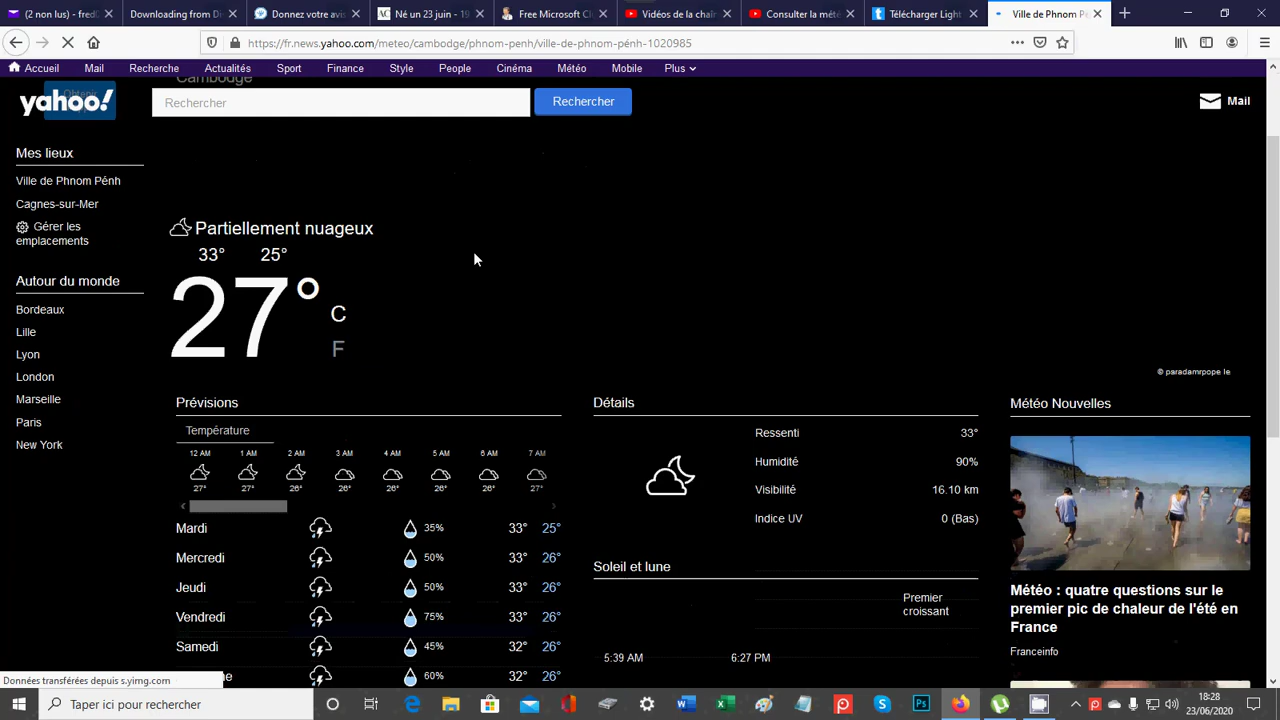 (2 non lus) - fred
Downloading from Dr
Donnez votre avis
Né un 23 juin - 19
Free Microsoft C
Vidéos de la chaîn
Consulter la mété
Télécharger Light
Ville de Phnom Pe
https://fr.news.yahoo.com/meteo/cambodge/phnom-penh/ville-de-phnom-pénh-1020985
Accueil Mail Recherche Actualités Sport Finance Style People Cinéma Météo Mobile Plus
Cambodge
yahoo!
Rechercher
Rechercher
Mail
Mes lieux
Ville de Phnom Pénh
Cagnes-sur-Mer
Gérer les
emplacements
Autour du monde
Bordeaux
Lille
Lyon
London
Marseille
Paris
New York
Partiellement nuageux
33° 25°
27°
C
F
© paradamrpope le
Prévisions
Température
12 AM 1 AM 2 AM 3 AM 4 AM 5 AM 6 AM 7 AM
27° 27° 26° 26° 26° 26° 26° 27°
Mardi 35% 33° 25°
Mercredi 50% 33° 26°
Jeudi 50% 33° 26°
Vendredi 75% 33° 26°
Samedi 45% 32° 26°
60% 32° 26°
Détails
Ressenti 33°
Humidité 90%
Visibilité 16.10 km
Indice UV 0 (Bas)
Soleil et lune
Premier
croissant
5:39 AM 6:27 PM
Météo Nouvelles
Météo : quatre questions sur le
premier pic de chaleur de l'été en
France
Franceinfo
Données transférées depuis s.yimg.com
Taper ici pour rechercher
18:28
23/06/2020